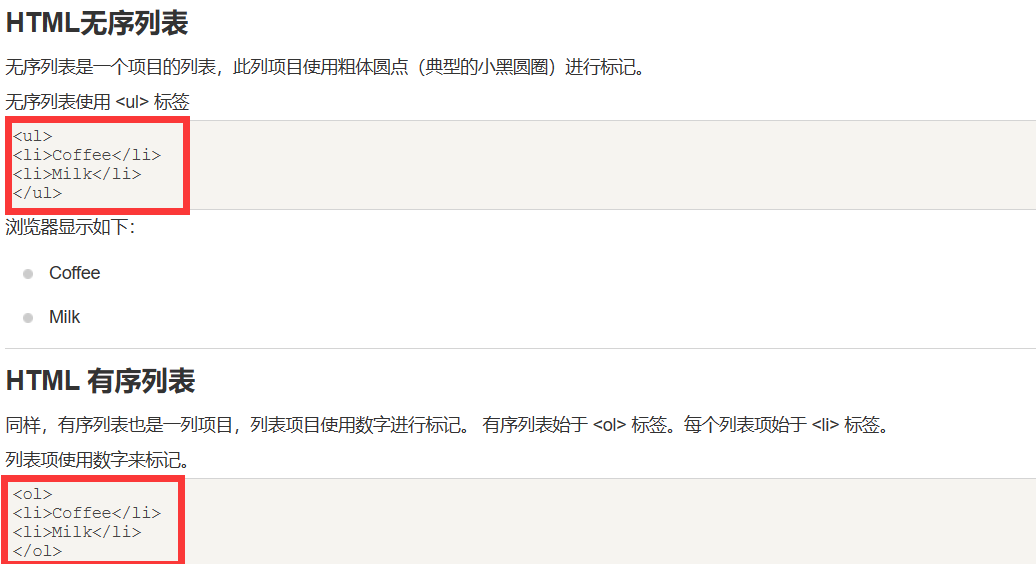 HTML无序列表
无序列表是一个项目的列表，此列项目使用粗体圆点（典型的小黑圆圈）进行标记。
无序列表使用 <ul> 标签
<ul>
<li>Coffee</li>
<li>Milk</li>
</ul>
浏览器显示如下：
Coffee
Milk
HTML 有序列表
同样，有序列表也是一列项目，列表项目使用数字进行标记。 有序列表始于 <ol> 标签。每个列表项始于 <li> 标签。
列表项使用数字来标记。
<ol>
<li>Coffee</li>
<li>Milk</li>
</ol>